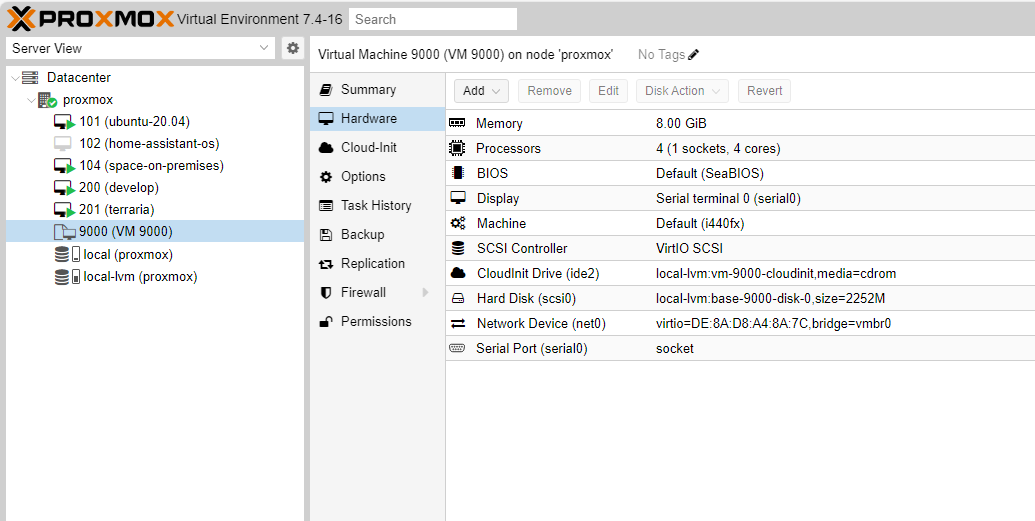 PROXMOX Virtual Environment 7.4-16 Search
Server View
Datacenter
proxmox
101 (ubuntu-20.04)
102 (home-assistant-os)
104 (space-on-premises)
200 (develop)
201 (terraria)
9000 (VM 9000)
local (proxmox)
local-lvm (proxmox)
Virtual Machine 9000 (VM 9000) on node 'proxmox' No Tags
Summary
Hardware
Cloud-Init
Options
Task History
Backup
Replication
Firewall
Permissions
Add Remove Edit Disk Action Revert
Memory 8.00 GiB
Processors 4 (1 sockets, 4 cores)
BIOS Default (SeaBIOS)
Display Serial terminal 0 (serial0)
Machine Default (i440fx)
SCSI Controller VirtIO SCSI
CloudInit Drive (ide2) local-lvm:vm-9000-cloudinit,media=cdrom
Hard Disk (scsi0) local-lvm:base-9000-disk-0,size=2252M
Network Device (net0) virtio=DE:8A:D8:A4:8A:7C,bridge=vmbr0
Serial Port (serial0) socket